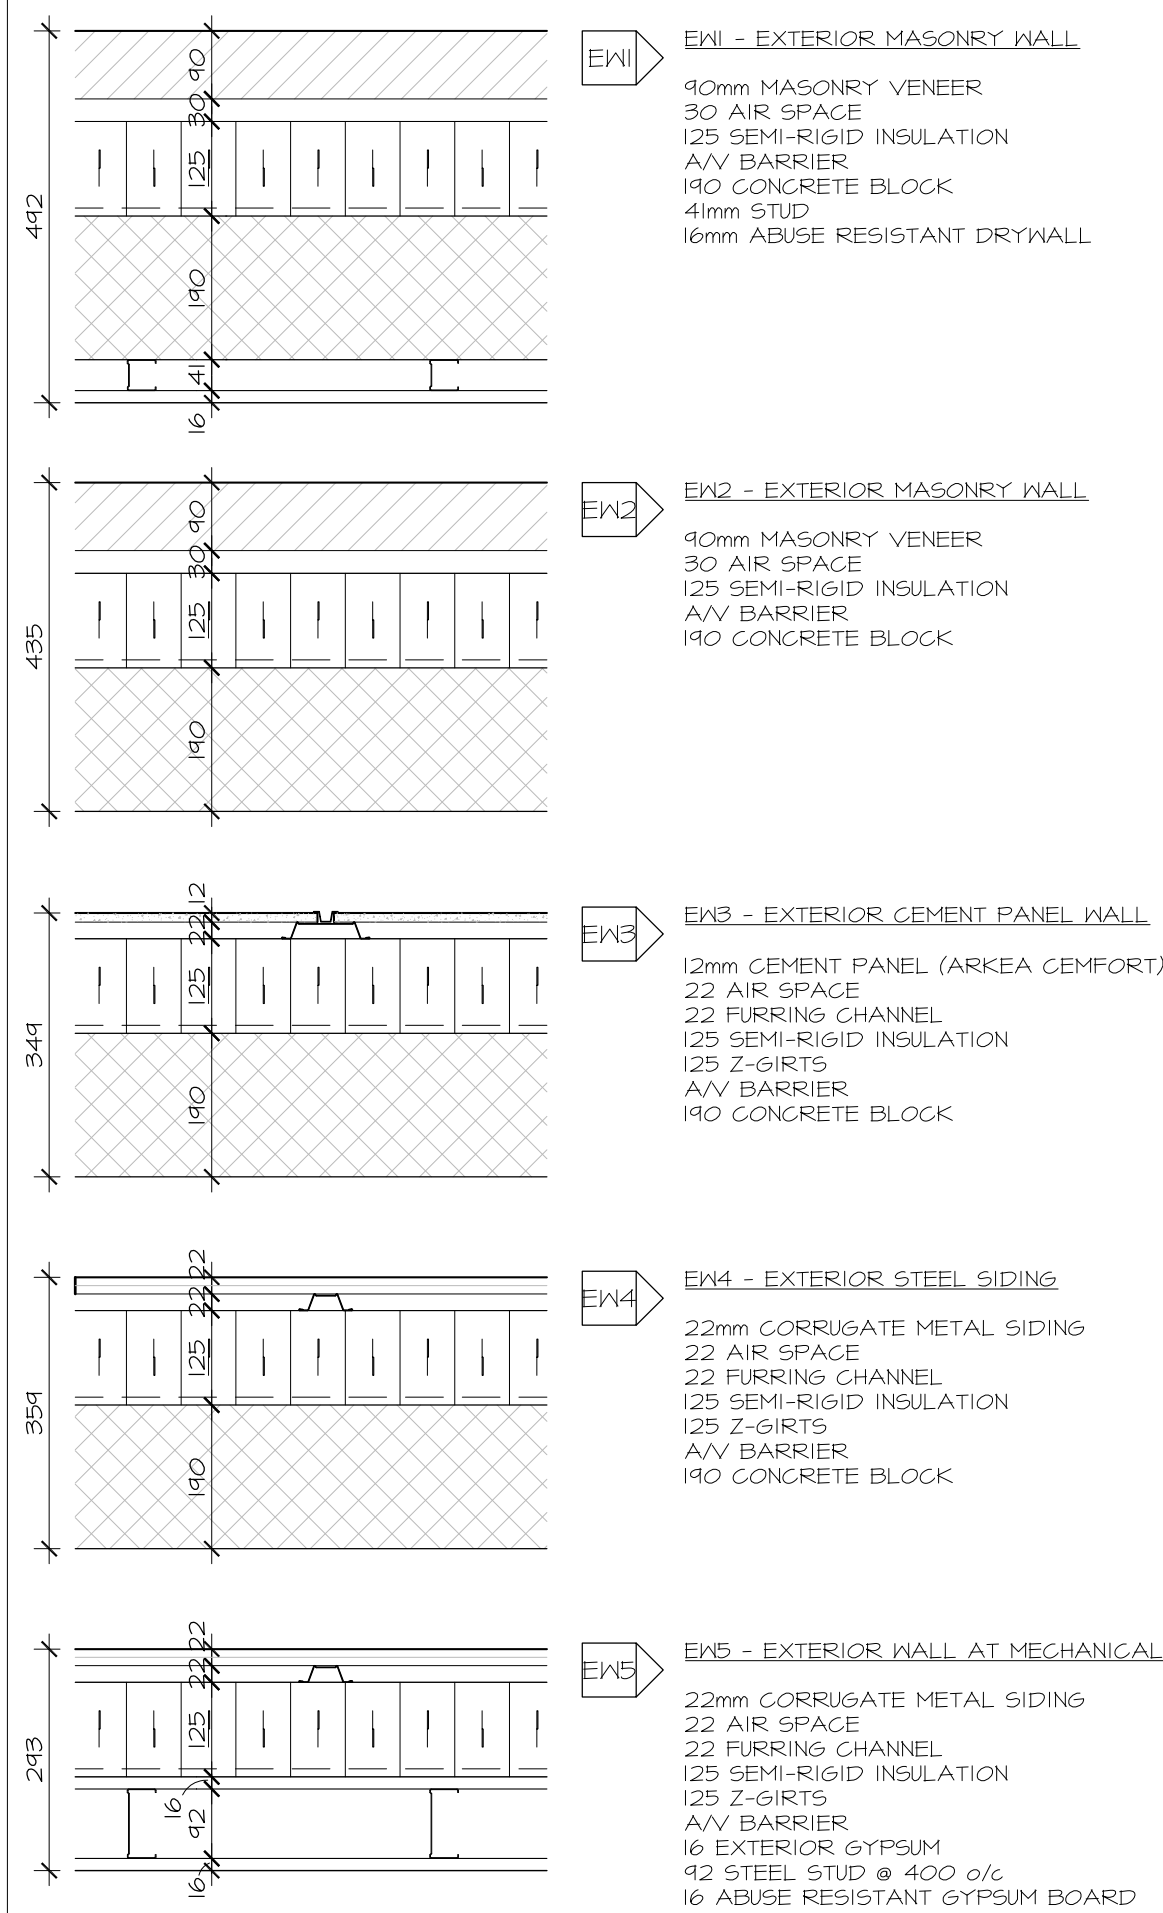 492
90
30
125
190
41
16
EW1
EW1 - EXTERIOR MASONRY WALL
90mm MASONRY VENEER
30 AIR SPACE
125 SEMI-RIGID INSULATION
A/V BARRIER
190 CONCRETE BLOCK
41mm STUD
16mm ABUSE RESISTANT DRYWALL
435
90
30
125
190
EW2
EW2 - EXTERIOR MASONRY WALL
90mm MASONRY VENEER
30 AIR SPACE
125 SEMI-RIGID INSULATION
A/V BARRIER
190 CONCRETE BLOCK
349
12
22
125
190
EW3
EW3 - EXTERIOR CEMENT PANEL WALL
12mm CEMENT PANEL (ARKEA CEMFORT)
22 AIR SPACE
22 FURRING CHANNEL
125 SEMI-RIGID INSULATION
125 Z-GIRTS
A/V BARRIER
190 CONCRETE BLOCK
359
22
22
125
190
EW4
EW4 - EXTERIOR STEEL SIDING
22mm CORRUGATE METAL SIDING
22 AIR SPACE
22 FURRING CHANNEL
125 SEMI-RIGID INSULATION
125 Z-GIRTS
A/V BARRIER
190 CONCRETE BLOCK
293
22
22
125
16
92
16
EW5
EW5 - EXTERIOR WALL AT MECHANICAL
22mm CORRUGATE METAL SIDING
22 AIR SPACE
22 FURRING CHANNEL
125 SEMI-RIGID INSULATION
125 Z-GIRTS
A/V BARRIER
16 EXTERIOR GYPSUM
92 STEEL STUD @ 400 o/c
16 ABUSE RESISTANT GYPSUM BOARD